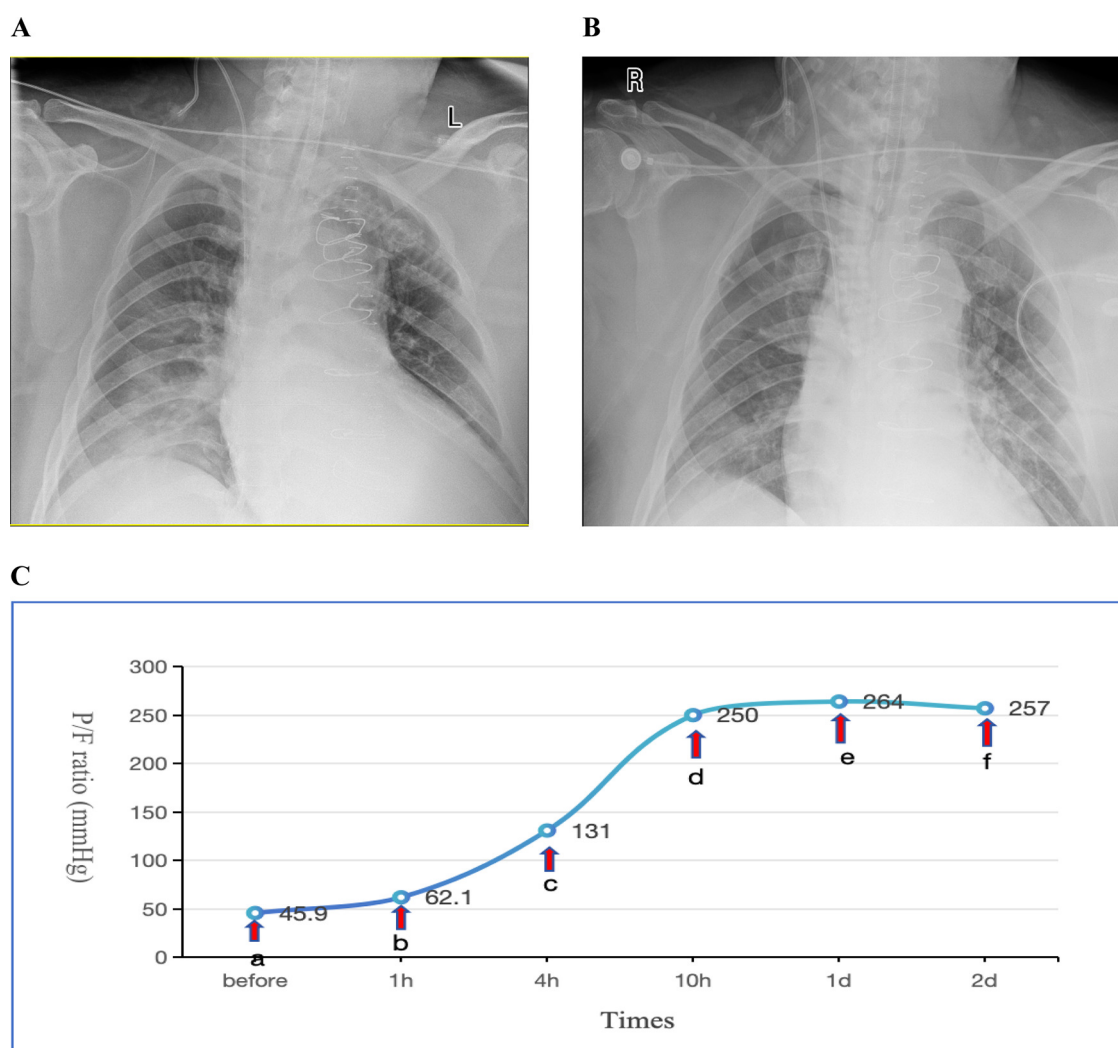 A
B
L
R
C
300
250
200
150
100
50
0
P/F ratio (mmHg)
45.9
62.1
131
250
264
257
a
b
c
d
e
f
before
1h
4h
10h
1d
2d
Times